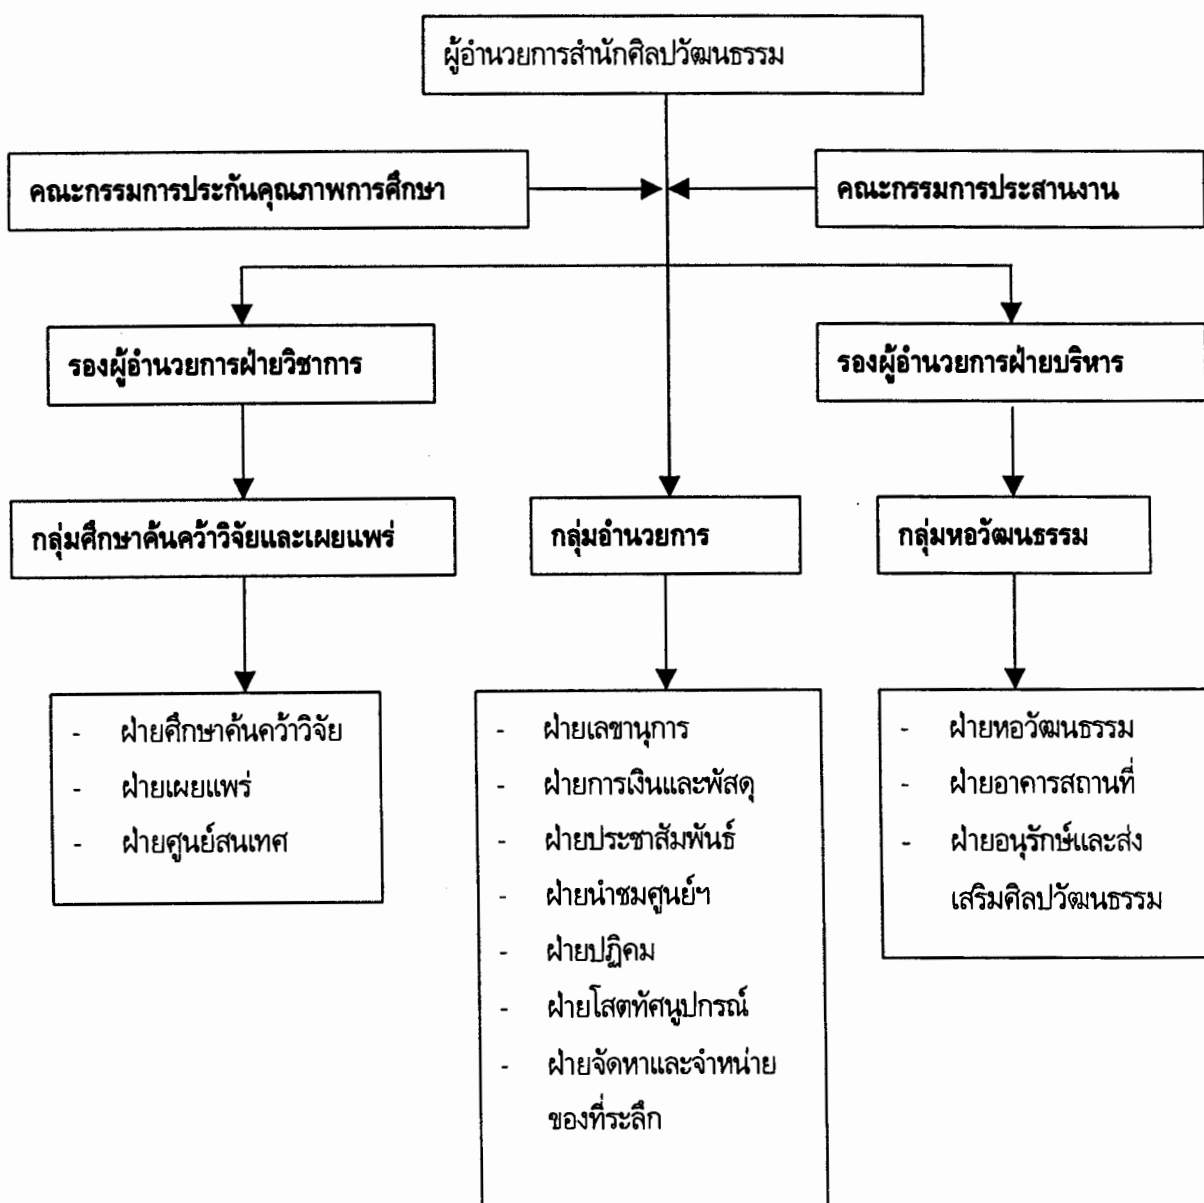 ผู้อำนวยการสำนักศิลปวัฒนธรรม
คณะกรรมการประกันคุณภาพการศึกษา
คณะกรรมการประสานงาน
รองผู้อำนวยการฝ่ายวิชาการ
รองผู้อำนวยการฝ่ายบริหาร
กลุ่มศึกษาค้นคว้าวิจัยและเผยแพร่
กลุ่มอำนวยการ
กลุ่มหอวัฒนธรรม
- ฝ่ายศึกษาค้นคว้าวิจัย
- ฝ่ายเผยแพร่
- ฝ่ายศูนย์สนเทศ
- ฝ่ายเลขานุการ
- ฝ่ายการเงินและพัสดุ
- ฝ่ายประชาสัมพันธ์
- ฝ่ายนำชมศูนย์ฯ
- ฝ่ายปฏิคม
- ฝ่ายโสตทัศนูปกรณ์
- ฝ่ายจัดหาและจำหน่าย
ของที่ระลึก
- ฝ่ายหอวัฒนธรรม
- ฝ่ายอาคารสถานที่
- ฝ่ายอนุรักษ์และส่ง
เสริมศิลปวัฒนธรรม